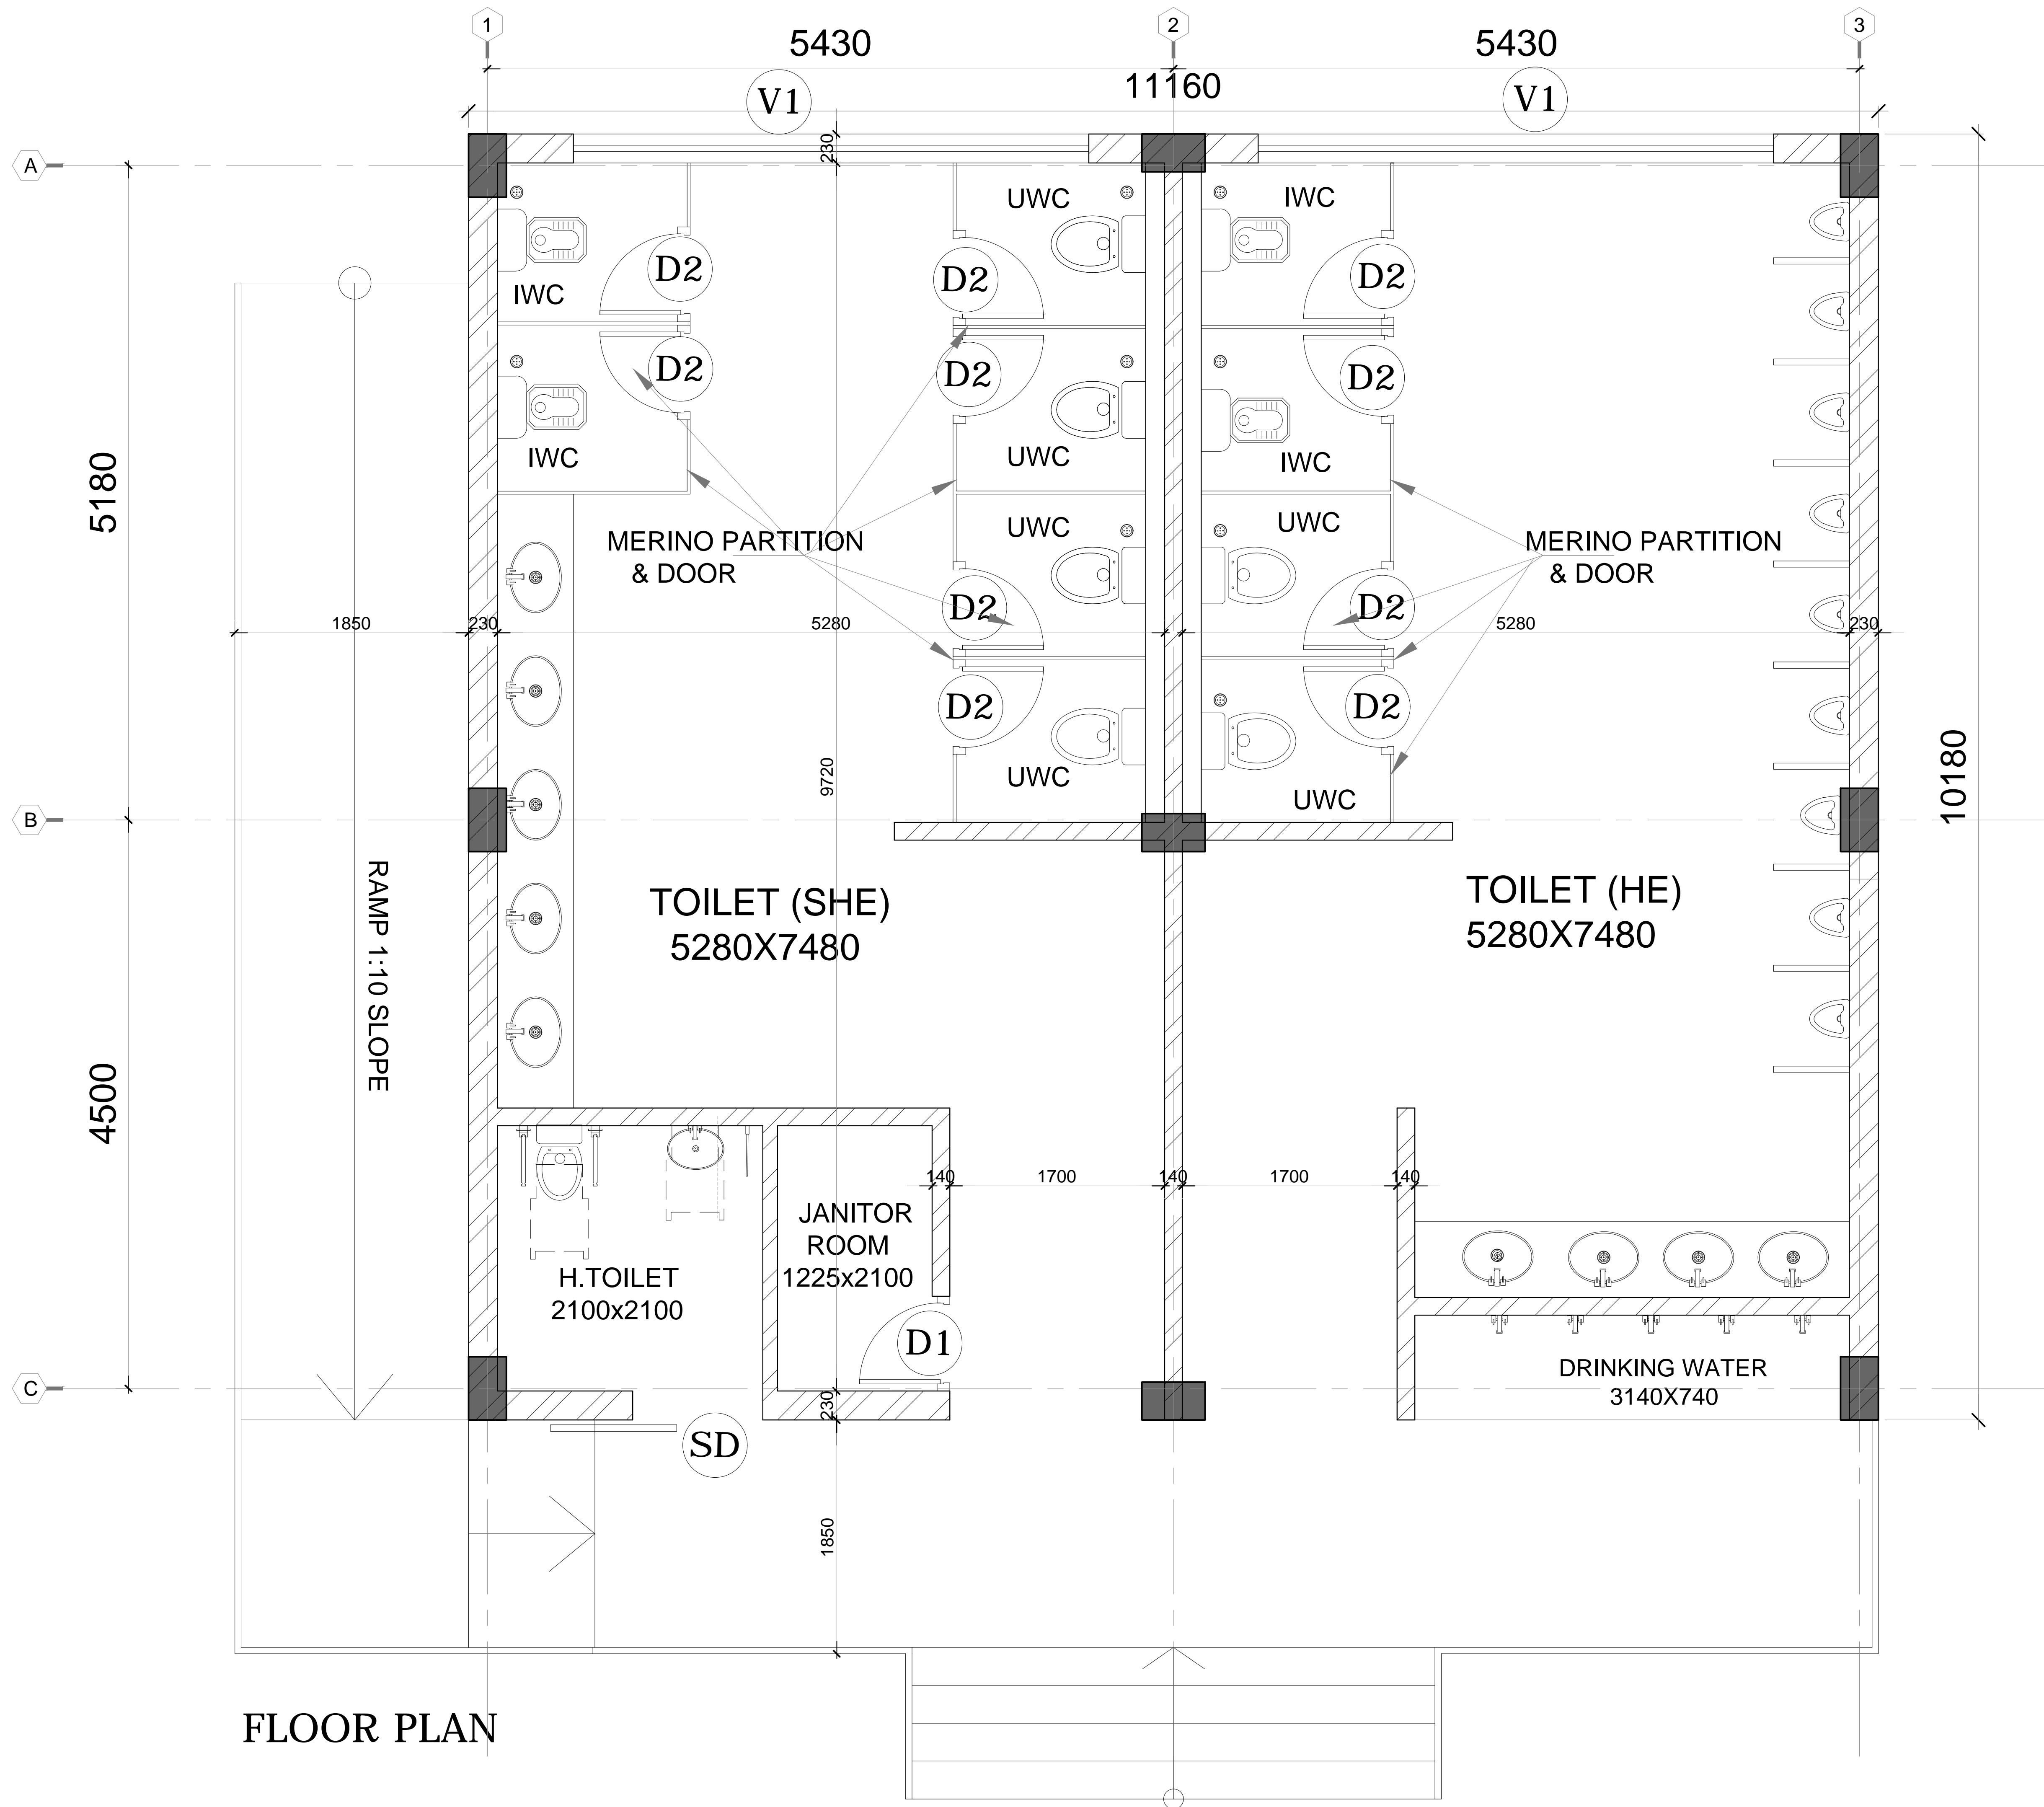 1
2
3
5430
5430
11160
V1
V1
A
230
UWC
IWC
D2
D2
D2
IWC
D2
D2
D2
IWC
UWC
IWC
5180
UWC
UWC
MERINO PARTITION
& DOOR
MERINO PARTITION
& DOOR
D2
D2
1850
230
5280
5280
230
D2
D2
9720
UWC
UWC
10180
B
RAMP 1:10 SLOPE
TOILET (SHE)
5280X7480
TOILET (HE)
5280X7480
4500
140
1700
140
1700
140
JANITOR
ROOM
1225x2100
H.TOILET
2100x2100
D1
DRINKING WATER
3140X740
C
230
SD
1850
FLOOR PLAN